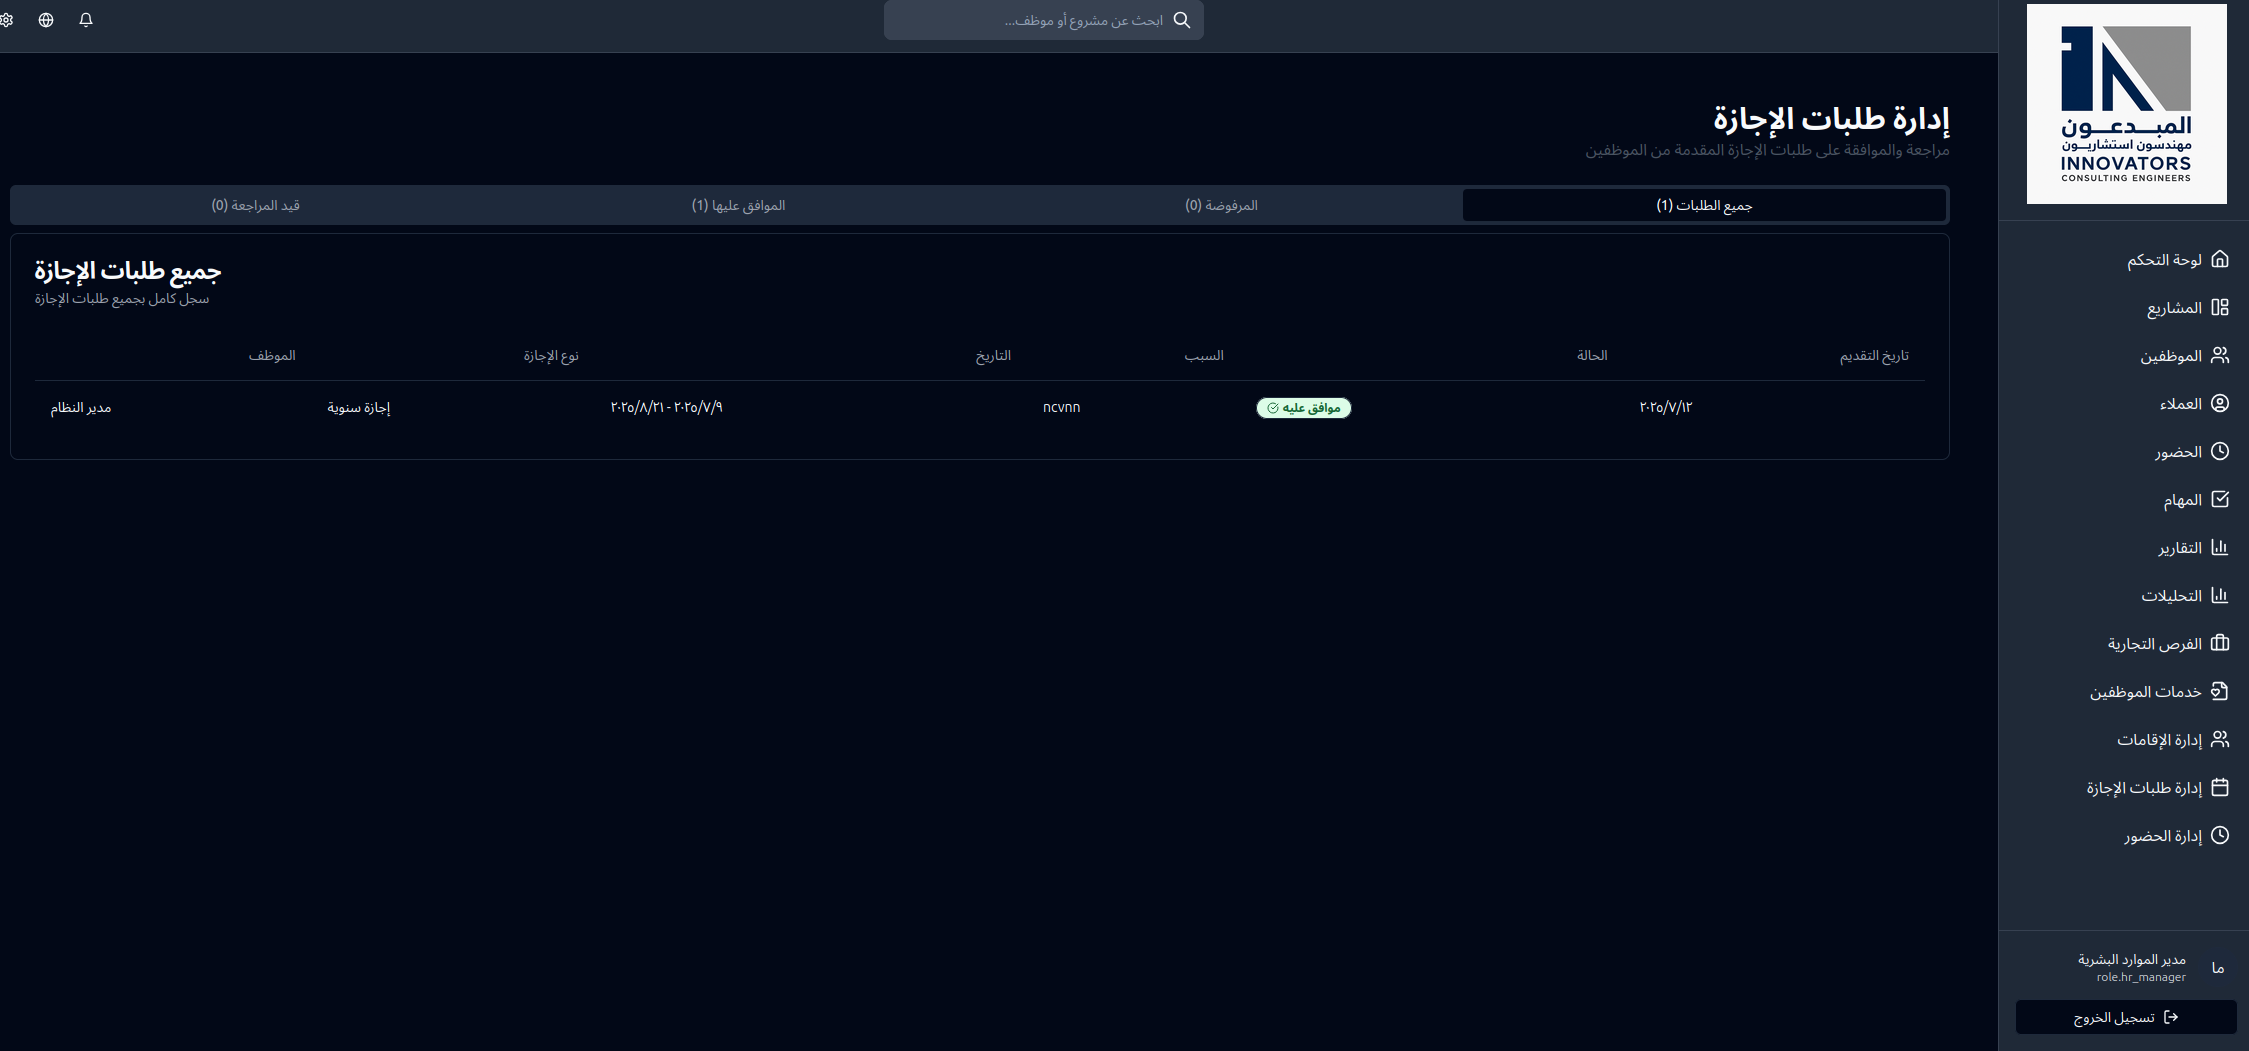 ابحث عن مشروع أو موظف...
المبدعون
مهندسون استشاريون
INNOVATORS
CONSULTING ENGINEERS
لوحة التحكم
المشاريع
الموظفين
العملاء
الحضور
المهام
التقارير
التحليلات
الفرص التجارية
خدمات الموظفين
إدارة الإقامات
إدارة طلبات الإجازة
إدارة الحضور
ما
مدير الموارد البشرية
role.hr_manager
تسجيل الخروج
إدارة طلبات الإجازة
مراجعة والموافقة على طلبات الإجازة المقدمة من الموظفين
جميع الطلبات (1)
المرفوضة (0)
الموافق عليها (1)
قيد المراجعة (0)
جميع طلبات الإجازة
سجل كامل بجميع طلبات الإجازة
الموظف
نوع الإجازة
التاريخ
السبب
الحالة
تاريخ التقديم
مدير النظام
إجازة سنوية
٢٠٢٥/٧/٩ - ٢٠٢٥/٨/٢١
ncvnn
موافق عليه
٢٠٢٥/٧/١٢